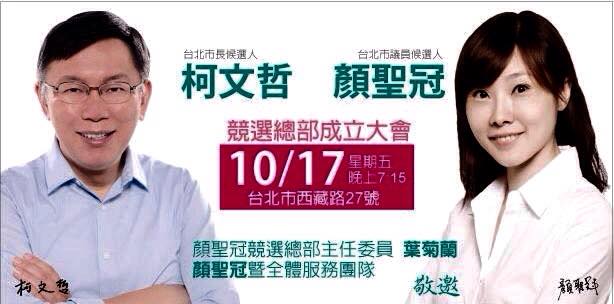 台北市長候選人
柯文哲
台北市議員候選人
顏聖冠
競選總部成立大會
10/17 星期五 晚上7:15
台北市西藏路27號
顏聖冠競選總部主任委員 葉菊蘭
顏聖冠暨全體服務團隊 敬邀
柯文哲
顏聖冠